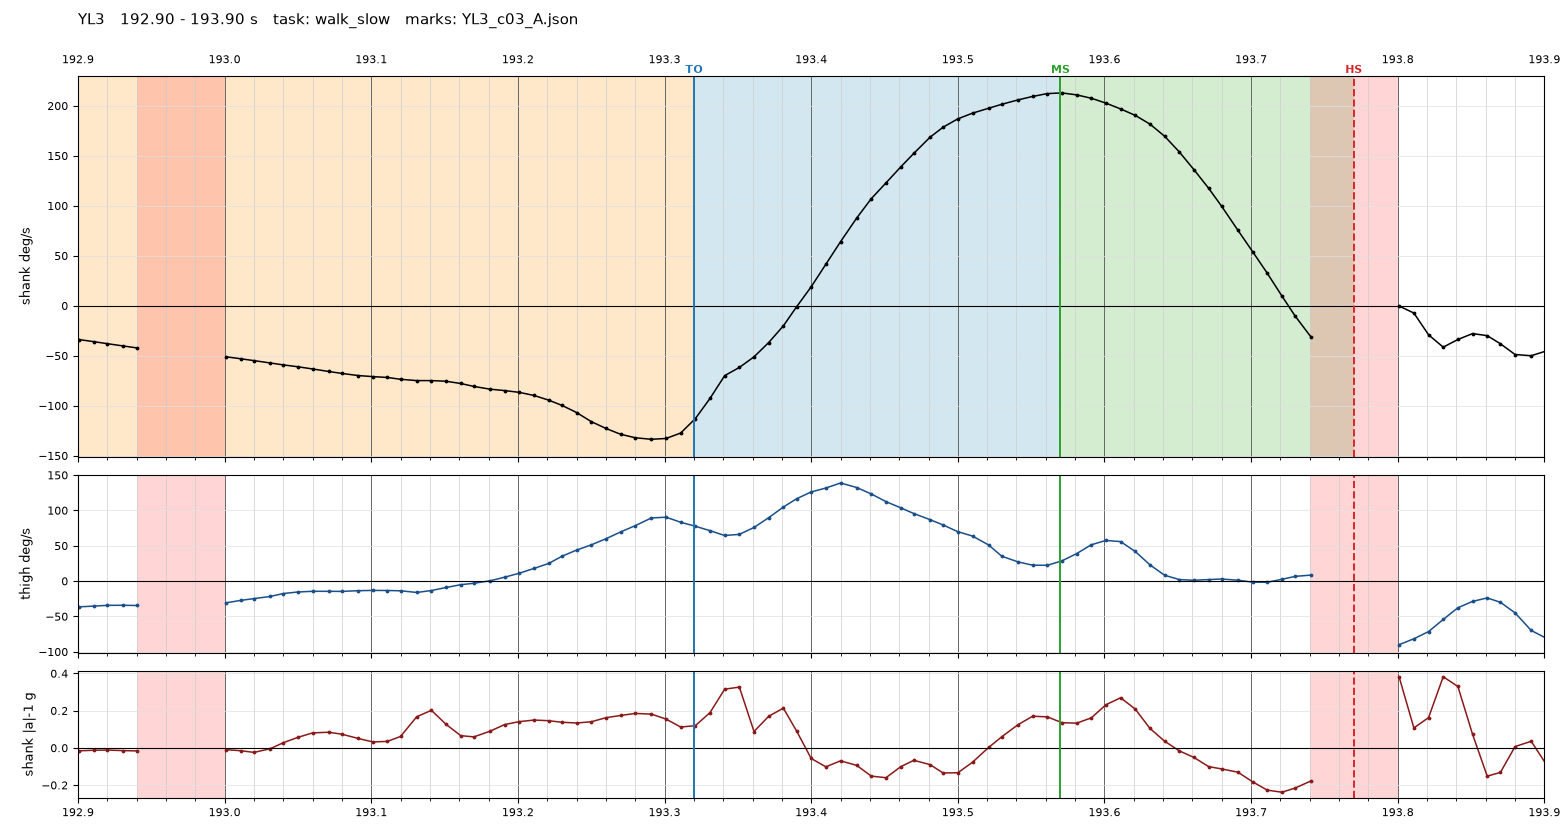 YL3   192.90 - 193.90 s   task: walk_slow   marks: YL3_c03_A.json
192.9 193.0 193.1 193.2 193.3 193.4 193.5 193.6 193.7 193.8 193.9
TO MS HS
shank deg/s
200
150
100
50
0
−50
−100
−150
thigh deg/s
150
100
50
0
−50
−100
shank |a|-1 g
0.4
0.2
0.0
−0.2
192.9 193.0 193.1 193.2 193.3 193.4 193.5 193.6 193.7 193.8 193.9